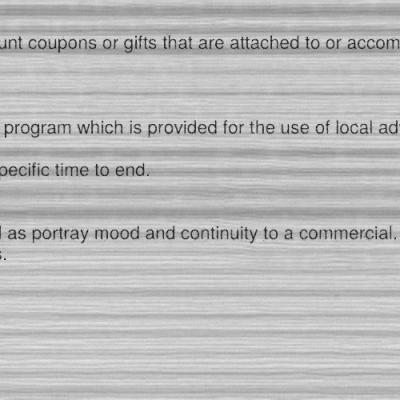 unt coupons or gifts that are attached to or accom
program which is provided for the use of local ad
pecific time to end.
as portray mood and continuity to a commercial.
s.